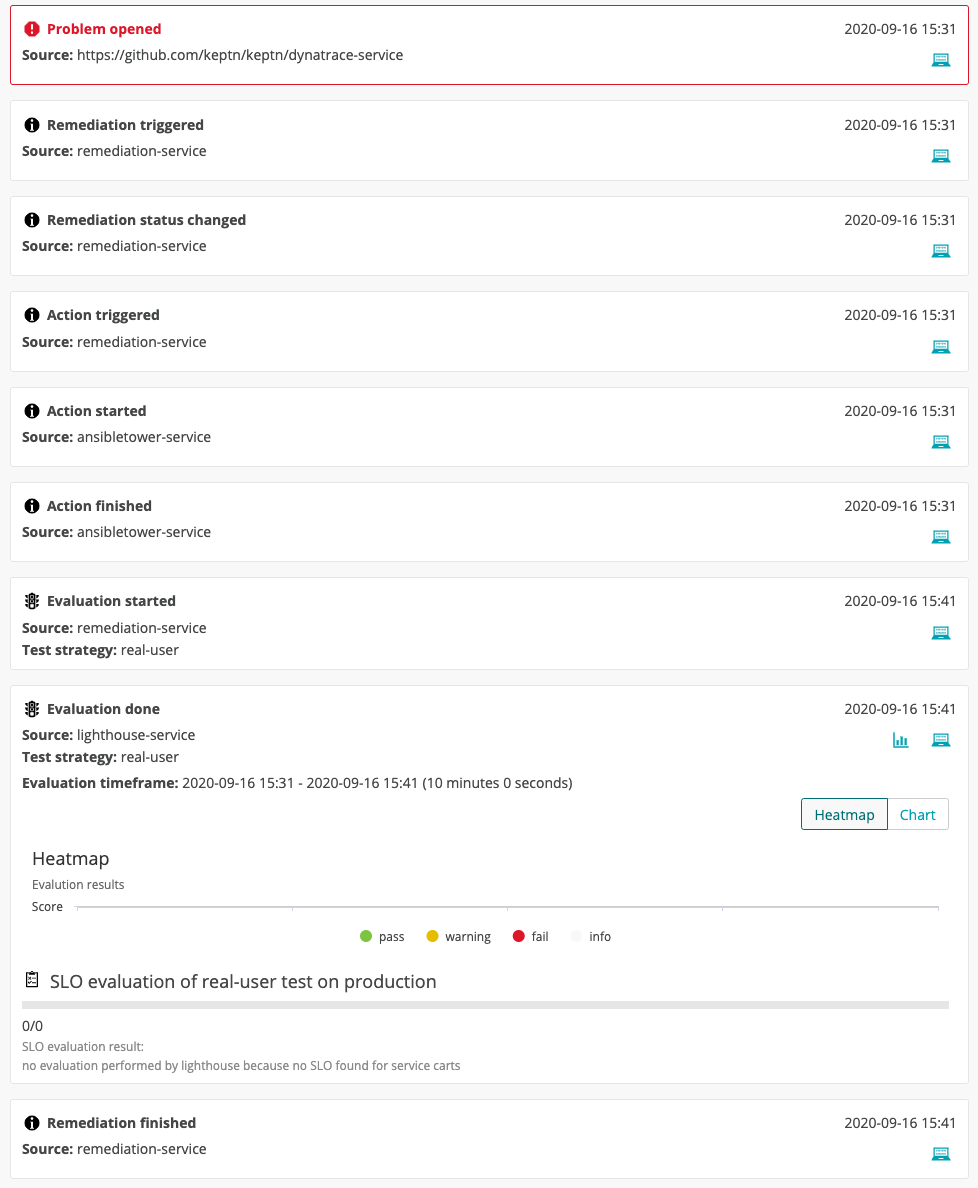 Problem opened 2020-09-16 15:31
Source: https://github.com/keptn/keptn/dynatrace-service
Remediation triggered 2020-09-16 15:31
Source: remediation-service
Remediation status changed 2020-09-16 15:31
Source: remediation-service
Action triggered 2020-09-16 15:31
Source: remediation-service
Action started 2020-09-16 15:31
Source: ansibletower-service
Action finished 2020-09-16 15:31
Source: ansibletower-service
Evaluation started 2020-09-16 15:41
Source: remediation-service
Test strategy: real-user
Evaluation done 2020-09-16 15:41
Source: lighthouse-service
Test strategy: real-user
Evaluation timeframe: 2020-09-16 15:31 - 2020-09-16 15:41 (10 minutes 0 seconds)
Heatmap Chart
Heatmap
Evalution results
Score
pass warning fail info
SLO evaluation of real-user test on production
0/0
SLO evaluation result:
no evaluation performed by lighthouse because no SLO found for service carts
Remediation finished 2020-09-16 15:41
Source: remediation-service